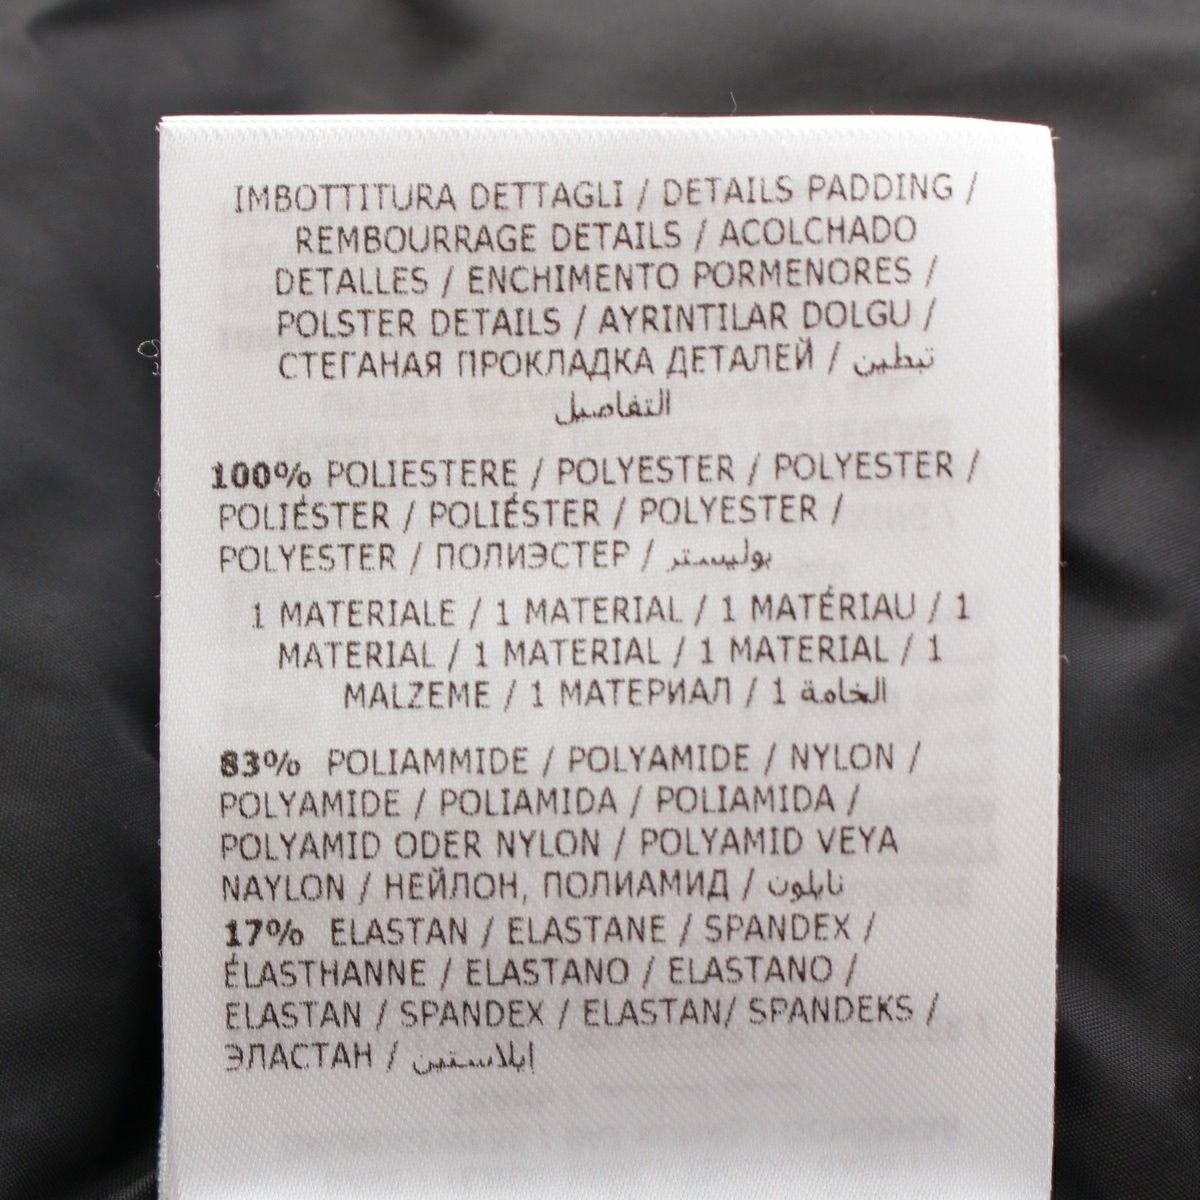 IMBOTTITURA DETTAGLI / DETAILS PADDING /
REMBOURRAGE DETAILS / ACOLCHADO
DETALLES / ENCHIMENTO PORMENORES /
POLSTER DETAILS / AYRINTILAR DOLGU /
СТЕГАНАЯ ПРОКЛАДКА ДЕТАЛЕЙ / تبطين
التفاصيل
100% POLIESTERE / POLYESTER / POLYESTER /
POLIÉSTER / POLIÉSTER / POLYESTER /
POLYESTER / ПОЛИЭСТЕР / بوليستر
1 MATERIALE / 1 MATERIAL / 1 MATÉRIAU / 1
MATERIAL / 1 MATERIAL / 1 MATERIAL / 1
MALZEME / 1 МАТЕРИАЛ / 1 الخامة
83% POLIAMMIDE / POLYAMIDE / NYLON /
POLYAMIDE / POLIAMIDA / POLIAMIDA /
POLYAMID ODER NYLON / POLYAMID VEYA
NAYLON / НЕЙЛОН, ПОЛИАМИД / نايلون
17% ELASTAN / ELASTANE / SPANDEX /
ÉLASTHANNE / ELASTANO / ELASTANO /
ELASTAN / SPANDEX / ELASTAN/ SPANDEKS /
ЭЛАСТАН / ايلاستين